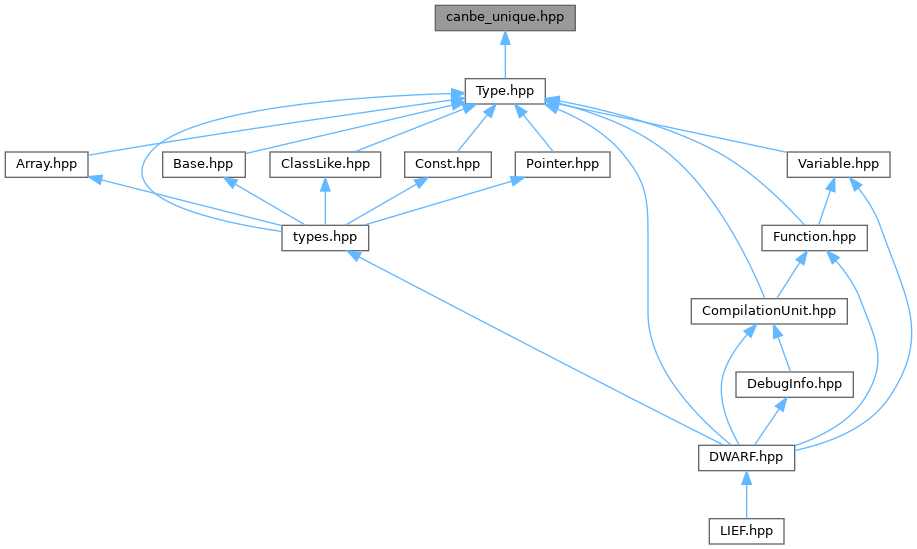 canbe_unique.hpp
Type.hpp
Array.hpp
Base.hpp
ClassLike.hpp
Const.hpp
Pointer.hpp
Variable.hpp
types.hpp
Function.hpp
CompilationUnit.hpp
DebugInfo.hpp
DWARF.hpp
LIEF.hpp